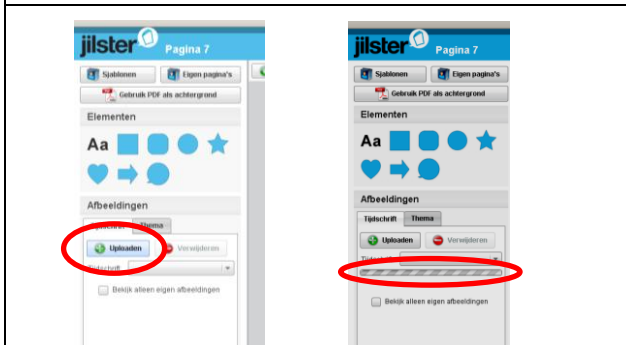 jilster Pagina 7
Sjablonen Eigen pagina's
Gebruik PDF als achtergrond
Elementen
Aa
Afbeeldingen
Thema
Uploaden Verwijderen
Tijdschrift
Bekijk alleen eigen afbeeldingen
jilster Pagina 7
Sjablonen Eigen pagina's
Gebruik PDF als achtergrond
Elementen
Aa
Afbeeldingen
Tijdschrift Thema
Uploaden Verwijderen
Bekijk alleen eigen afbeeldingen